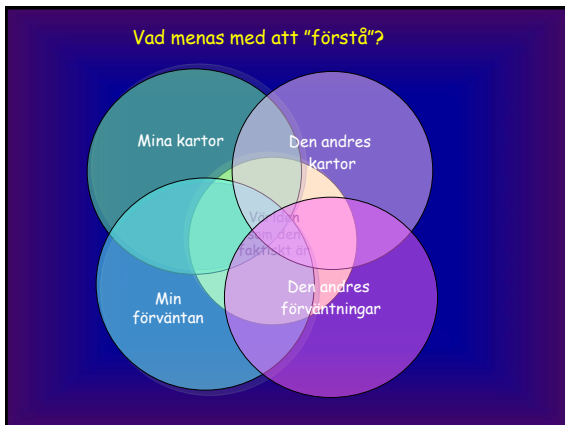 Vad menas med att ”förstå”?
Mina kartor
Den andres
kartor
Världen
som den
faktiskt är
Min
förväntan
Den andres
förväntningar